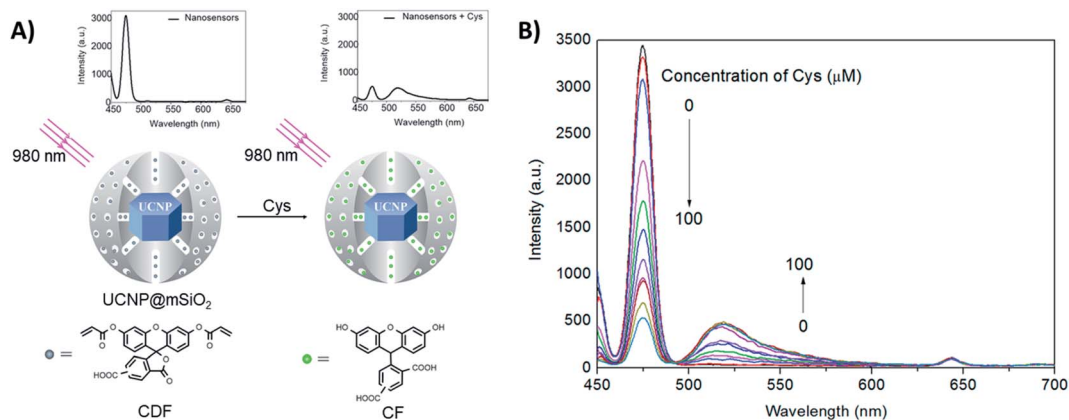 A)
Intensity (a.u.)
3000
2000
1000
0
Nanosensors
450 500 550 600 650
Wavelength (nm)
Intensity (a.u.)
3000
2000
1000
0
Nanosensors + Cys
450 500 550 600 650
Wavelength (nm)
980 nm
980 nm
UCNP
Cys
UCNP
UCNP@mSiO2
=
O
O
O
O
O
O
O
HOOC
CDF
=
HO
O
OH
COOH
HOOC
CF
B)
Intensity (a.u.)
3500
3000
2500
2000
1500
1000
500
0
Concentration of Cys (μM)
0
100
100
0
450 500 550 600 650 700
Wavelength (nm)